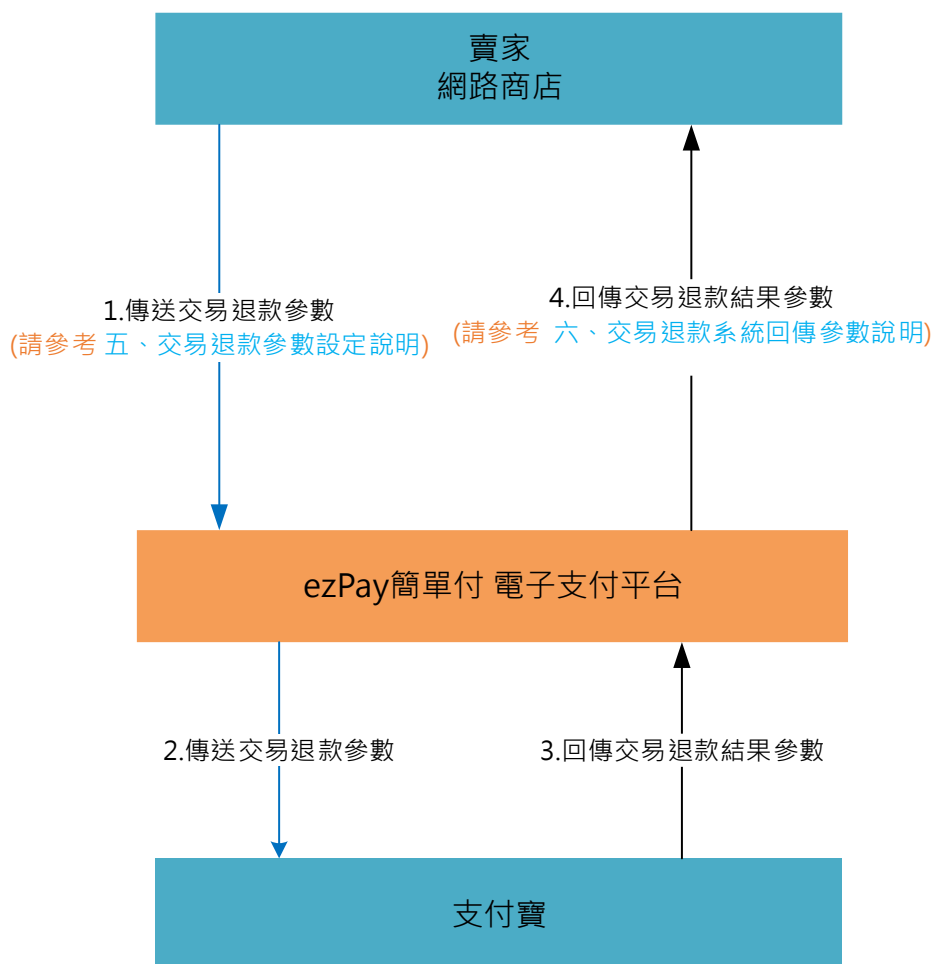 賣家
網路商店
1.傳送交易退款參數
(請參考 五、交易退款參數設定說明)
4.回傳交易退款結果參數
(請參考 六、交易退款系統回傳參數說明)
ezPay簡單付 電子支付平台
2.傳送交易退款參數
3.回傳交易退款結果參數
支付寶